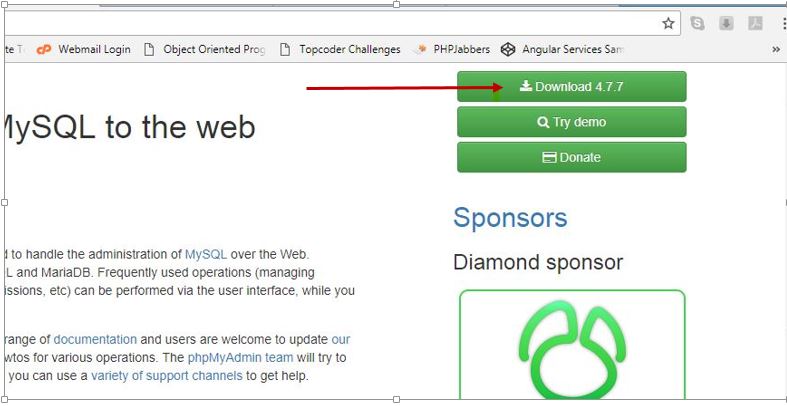 Webmail Login
Object Oriented Prog
Topcoder Challenges
PHPJabbers
Angular Services Sam
»
Download 4.7.7
MySQL to the web
Try demo
Donate
Sponsors
Diamond sponsor
d to handle the administration of MySQL over the Web.
L and MariaDB. Frequently used operations (managing
issions, etc) can be performed via the user interface, while you
range of documentation and users are welcome to update our
wtos for various operations. The phpMyAdmin team will try to
you can use a variety of support channels to get help.